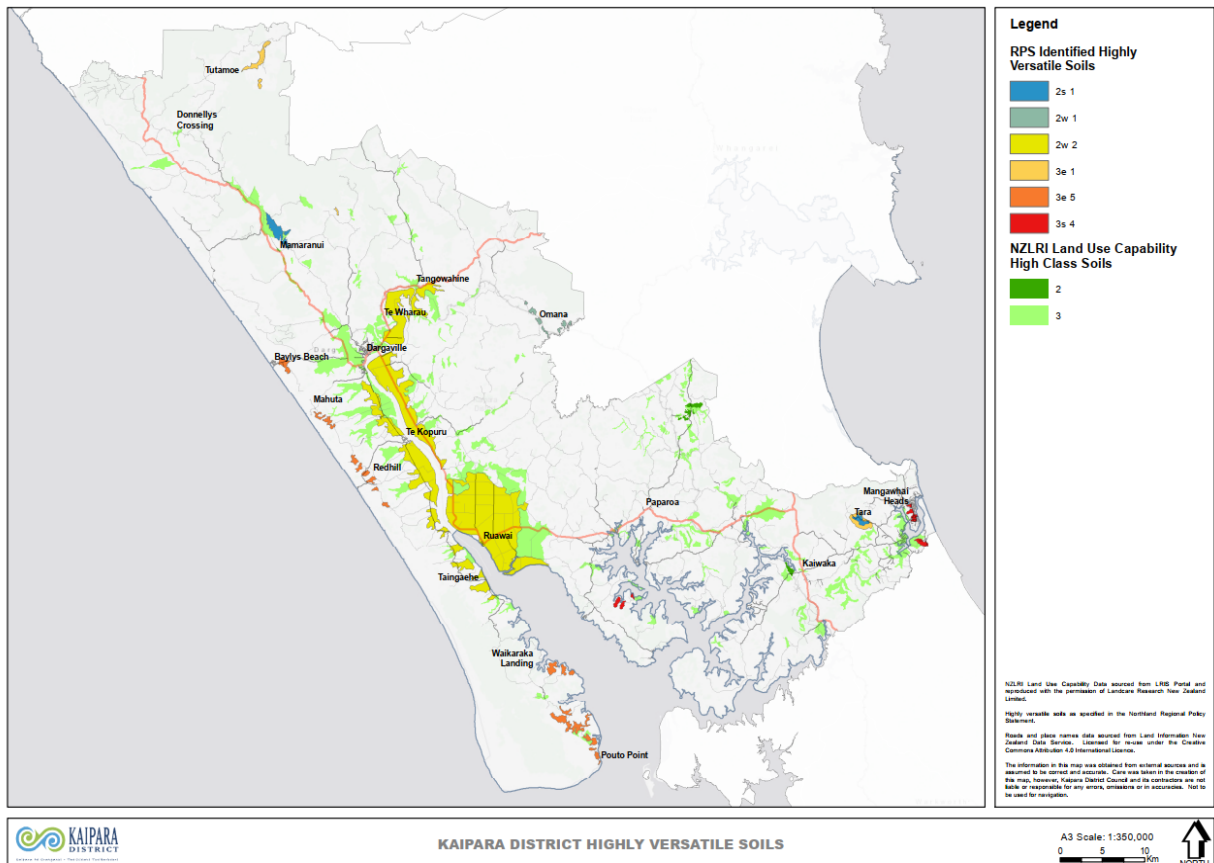 Tutamoe
Donnellys
Crossing
Mamaranui
Tangowahine
Te Wharau
Omana
Dargaville
Baylys Beach
Mahuta
Te Kopuru
Redhill
Ruawai
Paparoa
Mangawhai
Heads
Tara
Kaiwaka
Taingaehe
Waikaraka
Landing
Pouto Point
Legend
RPS Identified Highly
Versatile Soils
2s 1
2w 1
2w 2
3e 1
3e 5
3s 4
NZLRI Land Use Capability
High Class Soils
2
3
NZLRI Land Use Capability Data sourced from LRIS Portal and
reproduced with the permission of Landcare Research New Zealand
Limited.
Highly versatile soils as specified in the Northland Regional Policy
Statement.
Roads and place names data sourced from Land Information New
Zealand Data Service. Licensed for re-use under the Creative
Commons Attribution 4.0 International Licence.
The information in this map was obtained from external sources and is
assumed to be correct and accurate. Care was taken in the creation of
this map, however, Kaipara District Council and its contractors are not
liable or responsible for any errors, omissions or in accuracies. Not to
be used for navigation.
KAIPARA
DISTRICT
KAIPARA DISTRICT HIGHLY VERSATILE SOILS
A3 Scale: 1:350,000
0 5 10
Km
NORTH